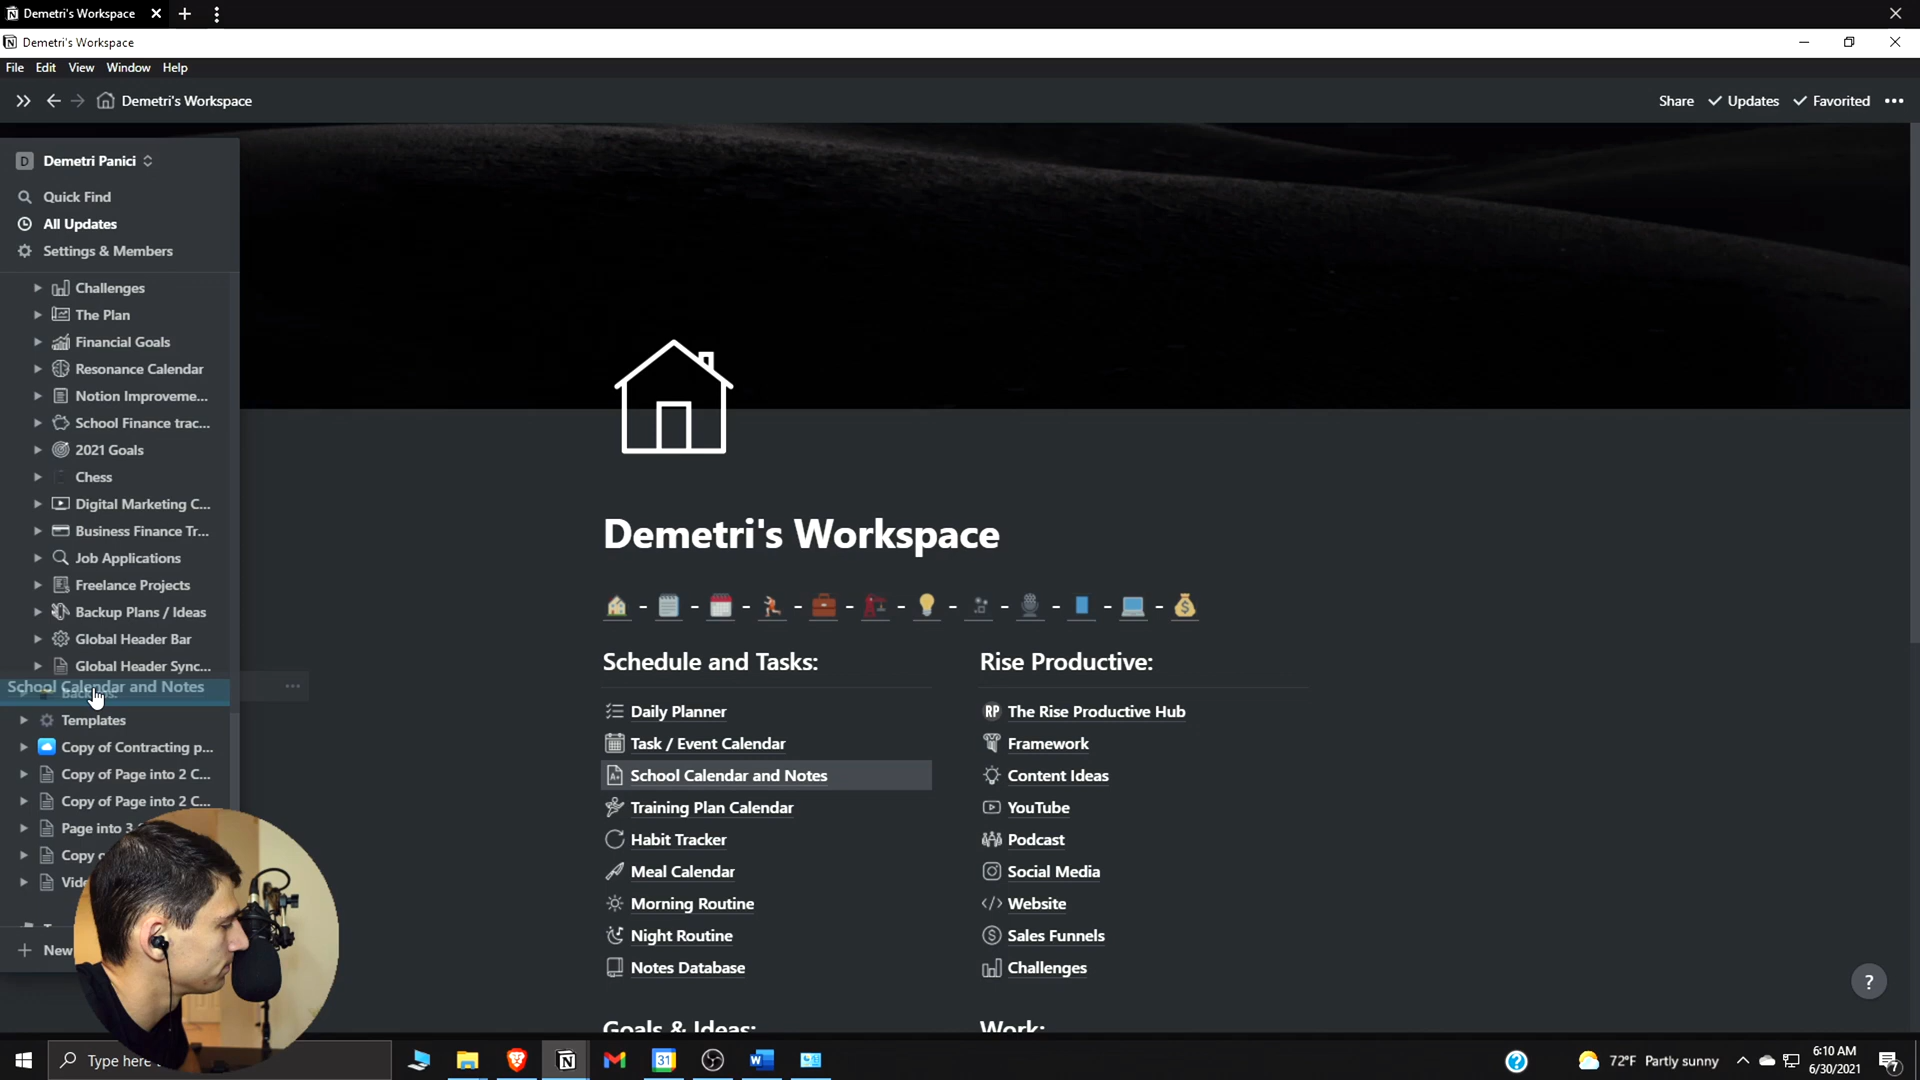 Demetri's Workspace
Demetri's Workspace
File Edit View Window Help
Demetri's Workspace
Share Updates Favorited
D Demetri Panici
Quick Find
All Updates
Settings & Members
Challenges
The Plan
Financial Goals
Resonance Calendar
Notion Improveme...
School Finance trac...
2021 Goals
Chess
Digital Marketing C...
Business Finance Tr...
Job Applications
Freelance Projects
Backup Plans / Ideas
Global Header Bar
Global Header Sync...
School Calendar and Notes
Templates
Copy of Contracting p...
Copy of Page into 2 C...
Copy of Page into 2 C...
Page into 3
New
Demetri's Workspace
Schedule and Tasks:
Daily Planner
Task / Event Calendar
School Calendar and Notes
Training Plan Calendar
Habit Tracker
Meal Calendar
Morning Routine
Night Routine
Notes Database
Goals & Ideas:
Rise Productive:
RP The Rise Productive Hub
Framework
Content Ideas
YouTube
Podcast
Social Media
Website
Sales Funnels
Challenges
Work:
?
Type here
31
72°F Partly sunny
6:10 AM
6/30/2021
7